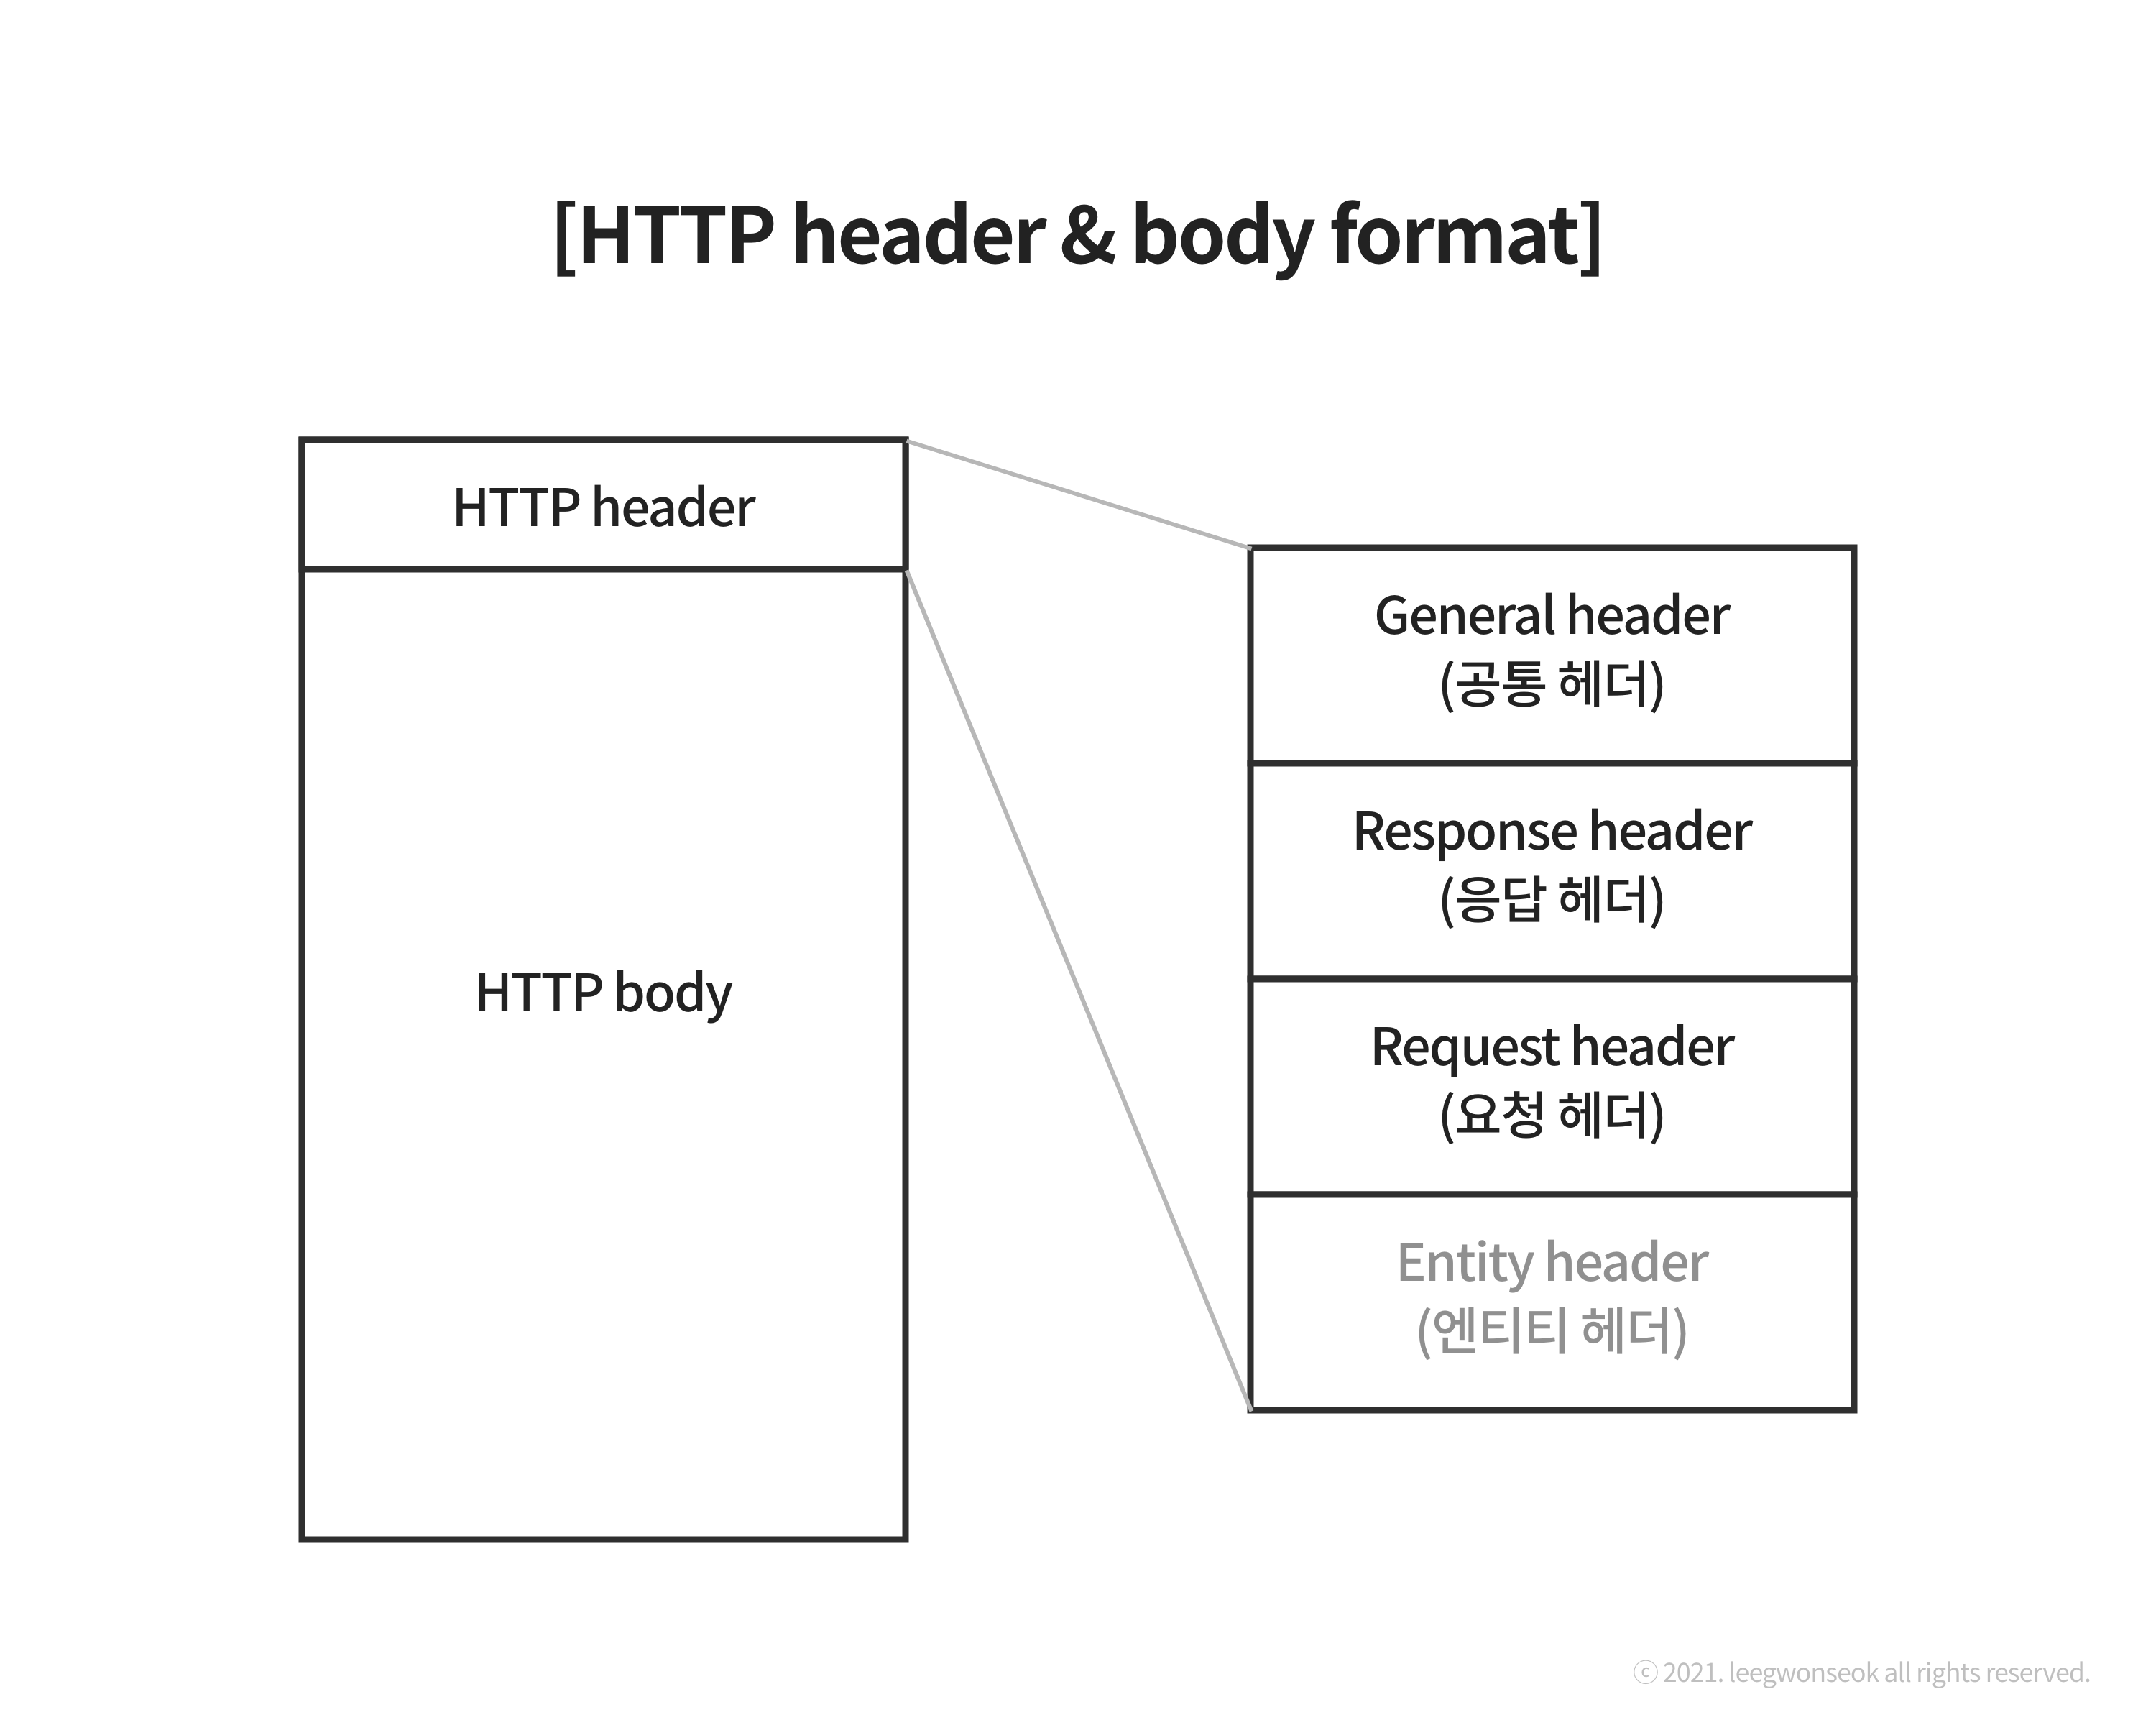 [HTTP header & body format]
HTTP header
HTTP body
General header
(공통 헤더)
Response header
(응답 헤더)
Request header
(요청 헤더)
Entity header
(엔티티 헤더)
ⓒ 2021. leegwonseok all rights reserved.